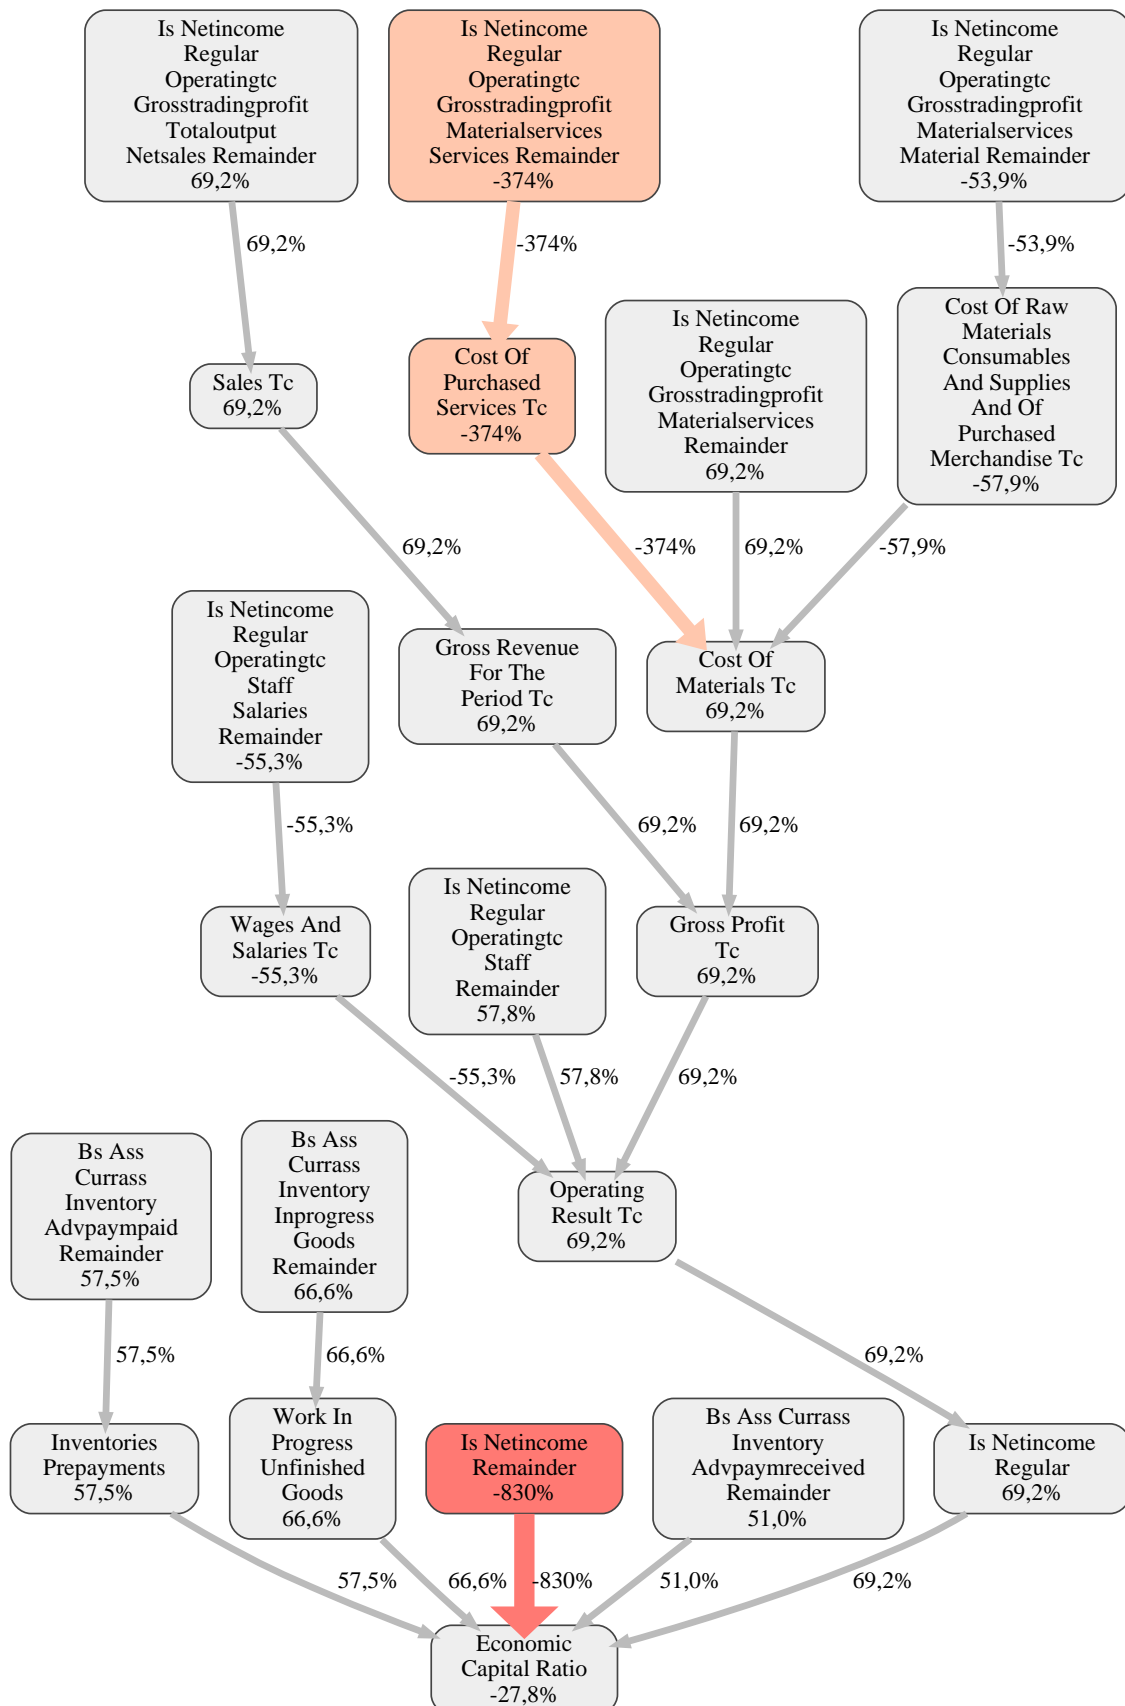 Is Netincome
Regular
Operatingtc
Grosstradingprofit
Totaloutput
Netsales Remainder
69,2%
Is Netincome
Regular
Operatingtc
Grosstradingprofit
Materialservices
Services Remainder
-374%
Is Netincome
Regular
Operatingtc
Grosstradingprofit
Materialservices
Material Remainder
-53,9%
69,2%
-374%
-53,9%
Sales Tc
69,2%
Cost Of
Purchased
Services Tc
-374%
Is Netincome
Regular
Operatingtc
Grosstradingprofit
Materialservices
Remainder
69,2%
Cost Of Raw
Materials
Consumables
And Supplies
And Of
Purchased
Merchandise Tc
-57,9%
69,2%
-374%
69,2%
-57,9%
Is Netincome
Regular
Operatingtc
Staff
Salaries
Remainder
-55,3%
Gross Revenue
For The
Period Tc
69,2%
Cost Of
Materials Tc
69,2%
-55,3%
69,2%
69,2%
Wages And
Salaries Tc
-55,3%
Is Netincome
Regular
Operatingtc
Staff
Remainder
57,8%
Gross Profit
Tc
69,2%
-55,3%
57,8%
69,2%
Bs Ass
Currass
Inventory
Advpaympaid
Remainder
57,5%
Bs Ass
Currass
Inventory
Inprogress
Goods
Remainder
66,6%
Operating
Result Tc
69,2%
57,5%
66,6%
69,2%
Inventories
Prepayments
57,5%
Work In
Progress
Unfinished
Goods
66,6%
Is Netincome
Remainder
-830%
Bs Ass Currass
Inventory
Advpaymreceived
Remainder
51,0%
Is Netincome
Regular
69,2%
57,5%
66,6%
-830%
51,0%
69,2%
Economic
Capital Ratio
-27,8%